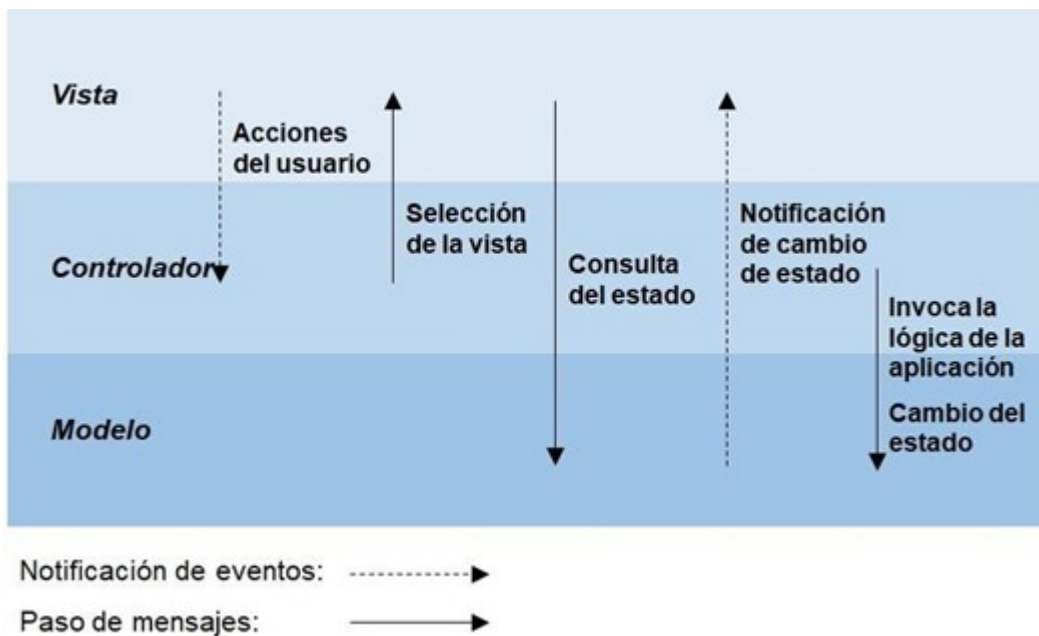 Vista
Acciones
del usuario
Selección
de la vista
Consulta
del estado
Notificación
de cambio
de estado
Controlador
Invoca la
lógica de la
aplicación
Cambio del
estado
Modelo
Notificación de eventos:
Paso de mensajes: